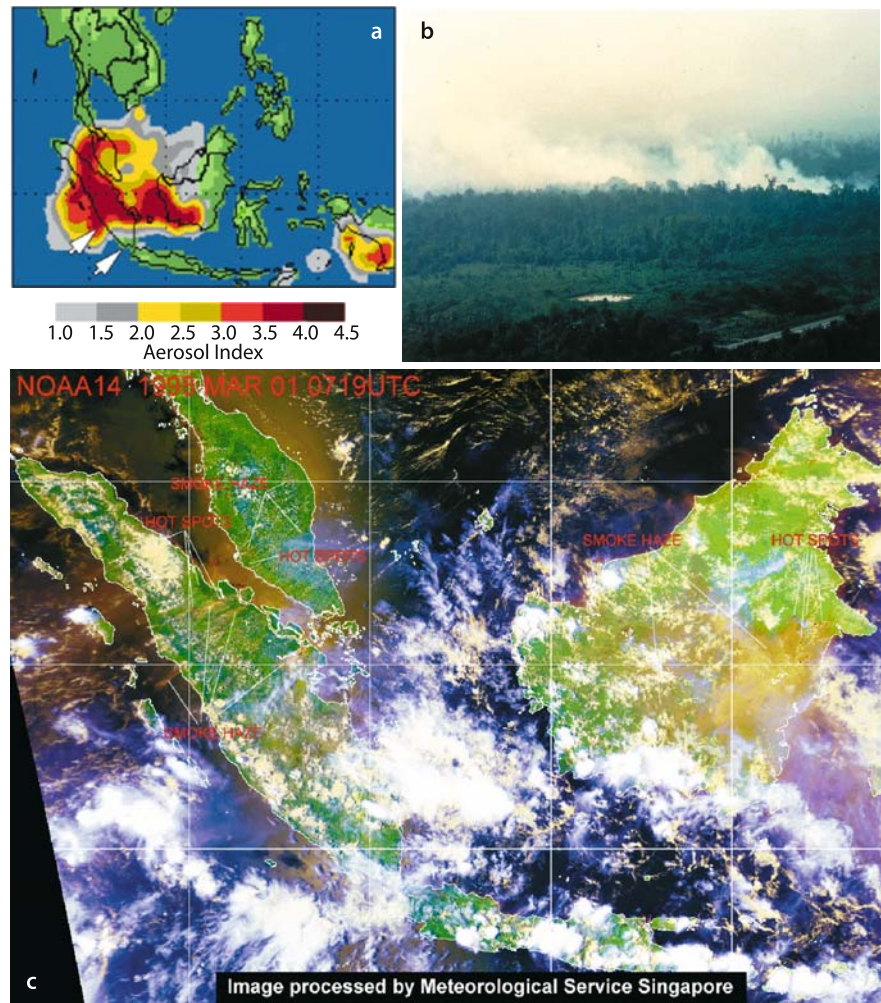 a
b
1.0 1.5 2.0 2.5 3.0 3.5 4.0 4.5
Aerosol Index
NOAA14 1998 MAR 01 0719UTC
SMOKE HAZE
HOT SPOTS
HOT SPOTS
SMOKE HAZE
HOT SPOTS
SMOKE HAZE
c
Image processed by Meteorological Service Singapore